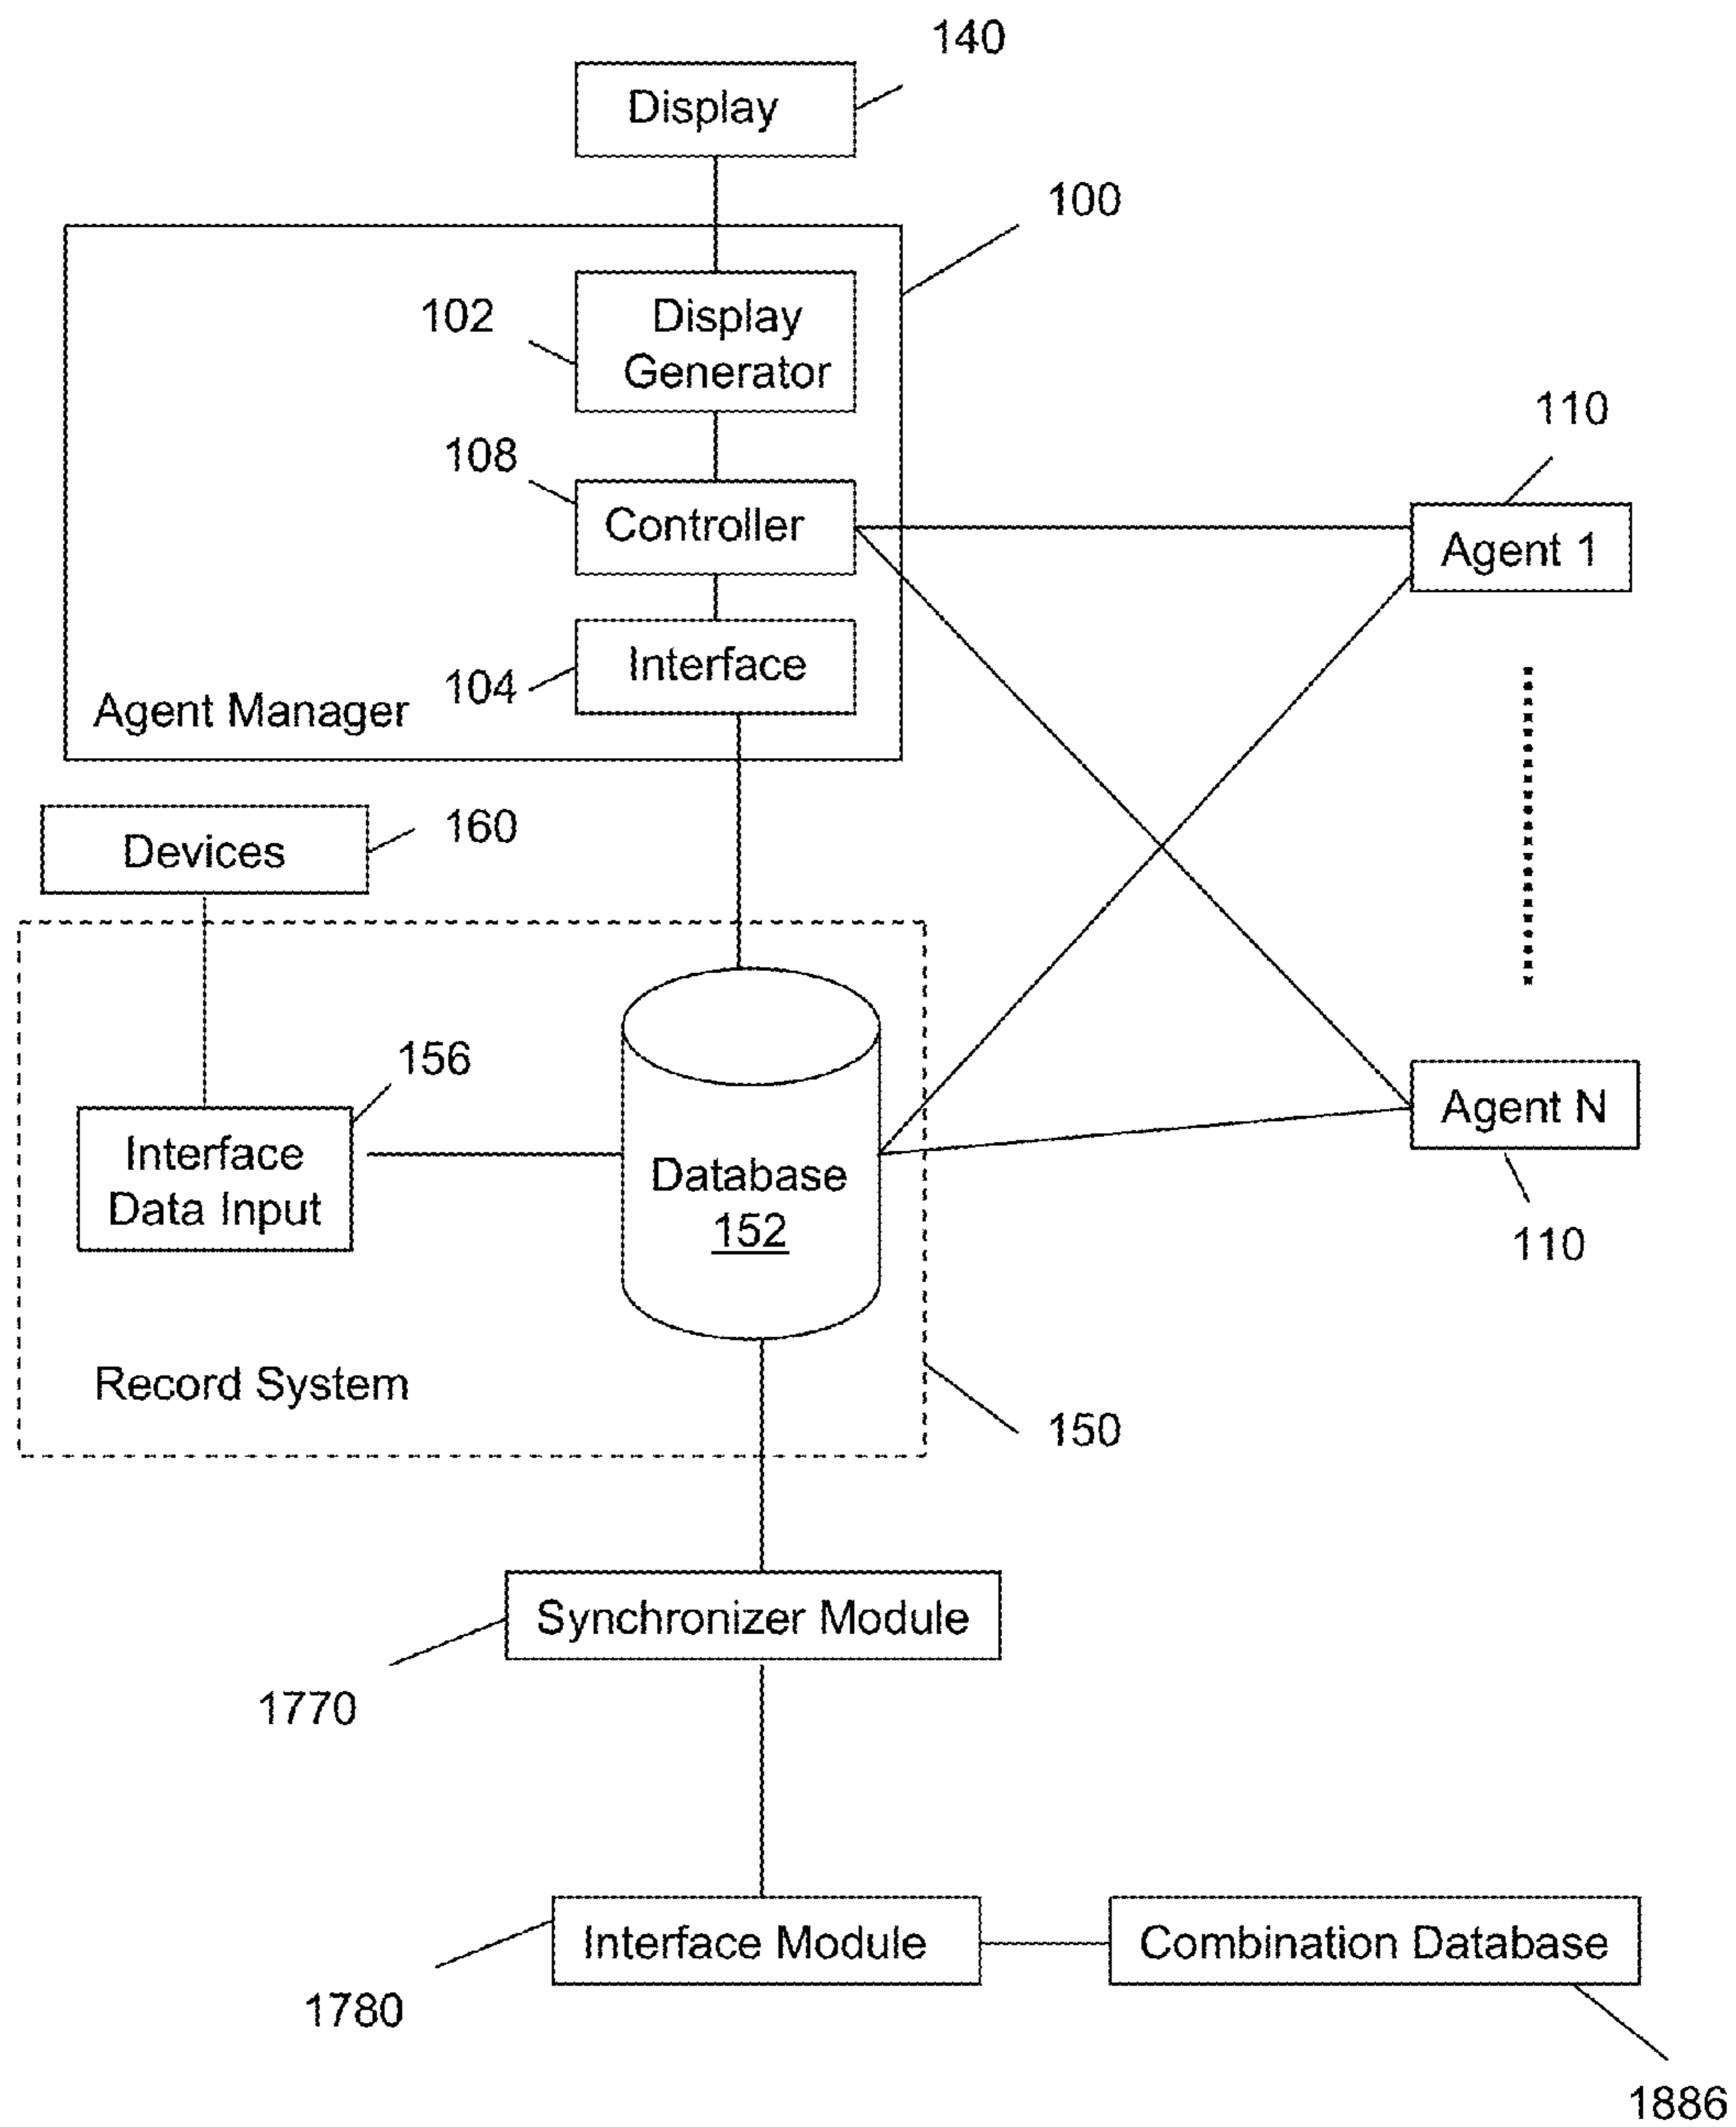 140
Display
100
102
Display
Generator
110
108
Controller
Agent 1
Interface
104
Agent Manager
160
Devices
156
Agent N
Interface
Data Input
Database
152
110
Record System
150
Synchronizer Module
1770
Interface Module
Combination Database
1780
1886